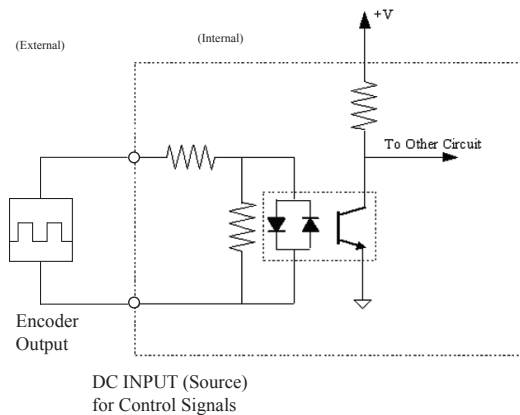 +V
(External)
(Internal)
To Other Circuit
Encoder
Output
DC INPUT (Source)
for Control Signals